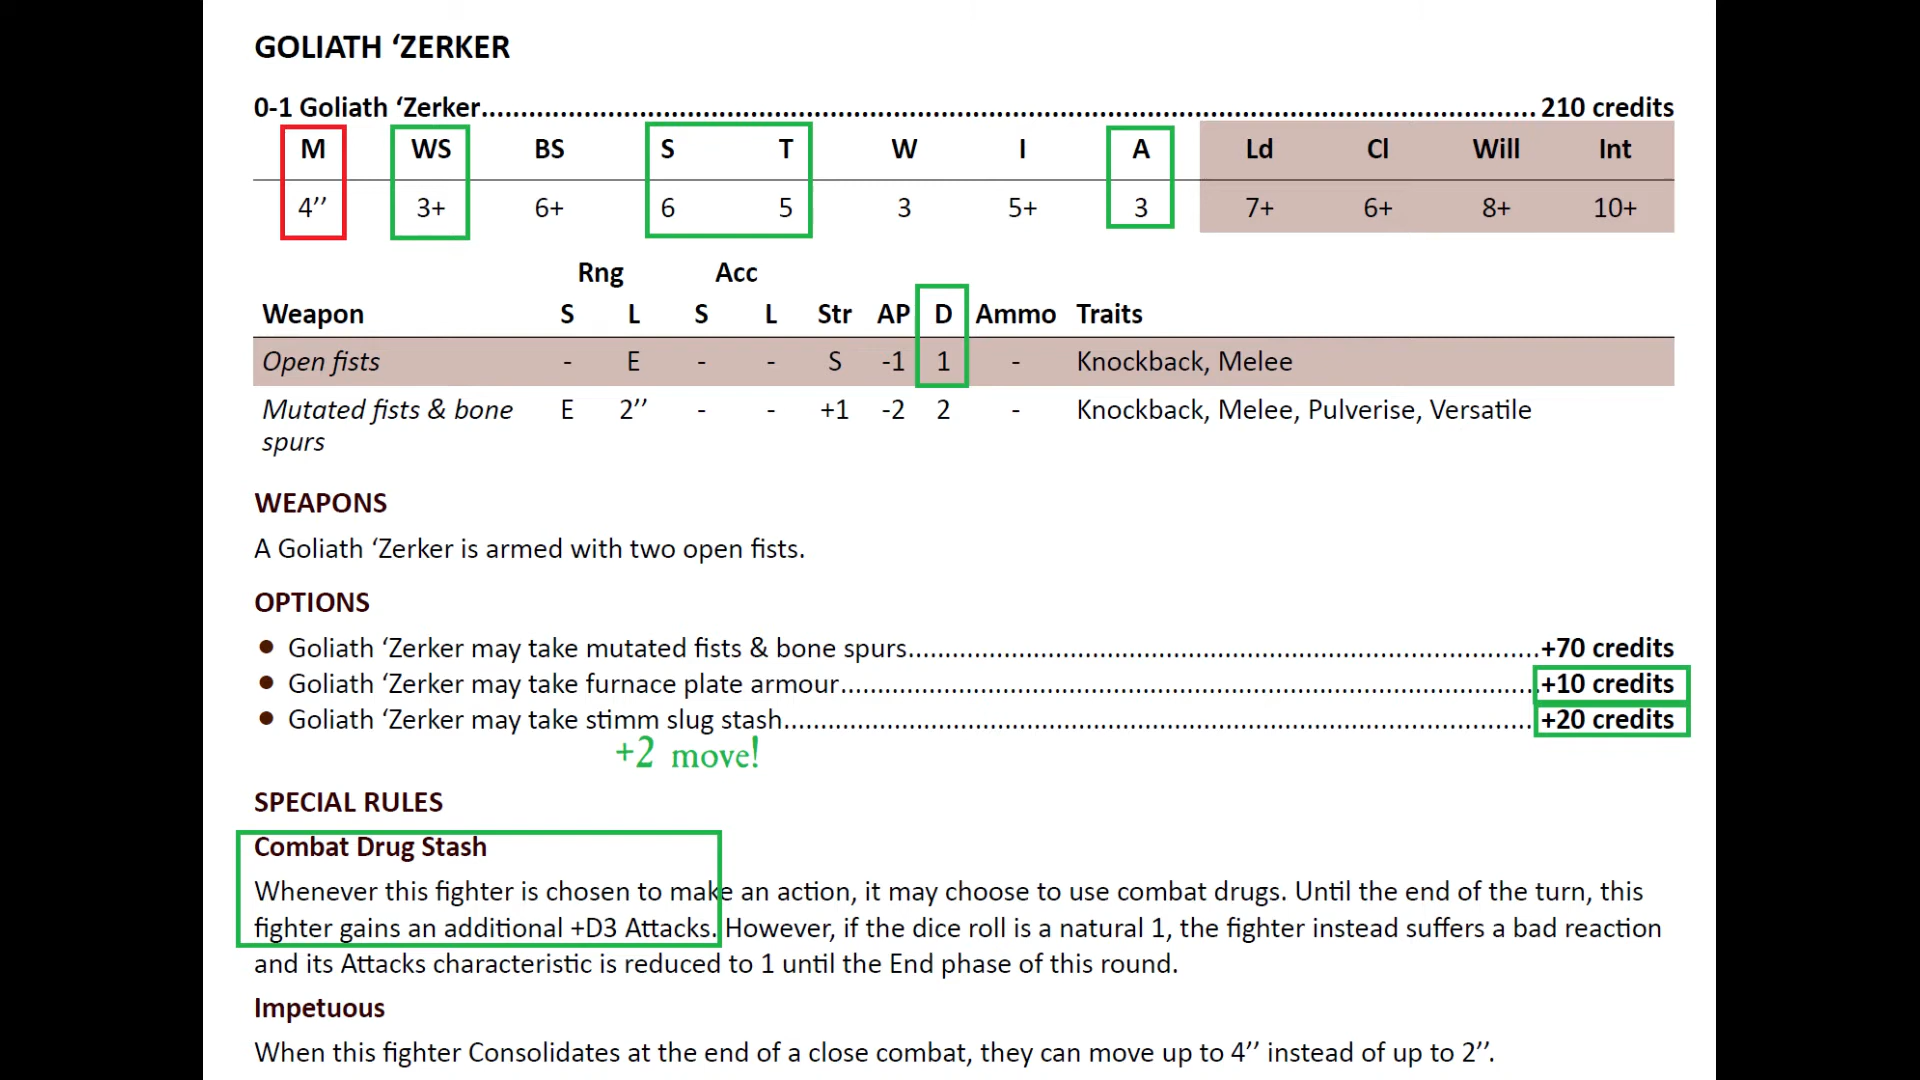 GOLIATH ‘ZERKER
0-1 Goliath ‘Zerker.......... 210 credits
M WS BS S T W I A Ld Cl Will Int
4’’ 3+ 6+ 6 5 3 5+ 3 7+ 6+ 8+ 10+
Rng Acc
Weapon S L S L Str AP D Ammo Traits
Open fists - E - - S -1 1 - Knockback, Melee
Mutated fists & bone E 2’’ - - +1 -2 2 - Knockback, Melee, Pulverise, Versatile
spurs
WEAPONS
A Goliath ‘Zerker is armed with two open fists.
OPTIONS
● Goliath ‘Zerker may take mutated fists & bone spurs..........+70 credits
● Goliath ‘Zerker may take furnace plate armour..........+10 credits
● Goliath ‘Zerker may take stimm slug stash..........+20 credits
+2 move!
SPECIAL RULES
Combat Drug Stash
Whenever this fighter is chosen to make an action, it may choose to use combat drugs. Until the end of the turn, this
fighter gains an additional +D3 Attacks. However, if the dice roll is a natural 1, the fighter instead suffers a bad reaction
and its Attacks characteristic is reduced to 1 until the End phase of this round.
Impetuous
When this fighter Consolidates at the end of a close combat, they can move up to 4’’ instead of up to 2’’.